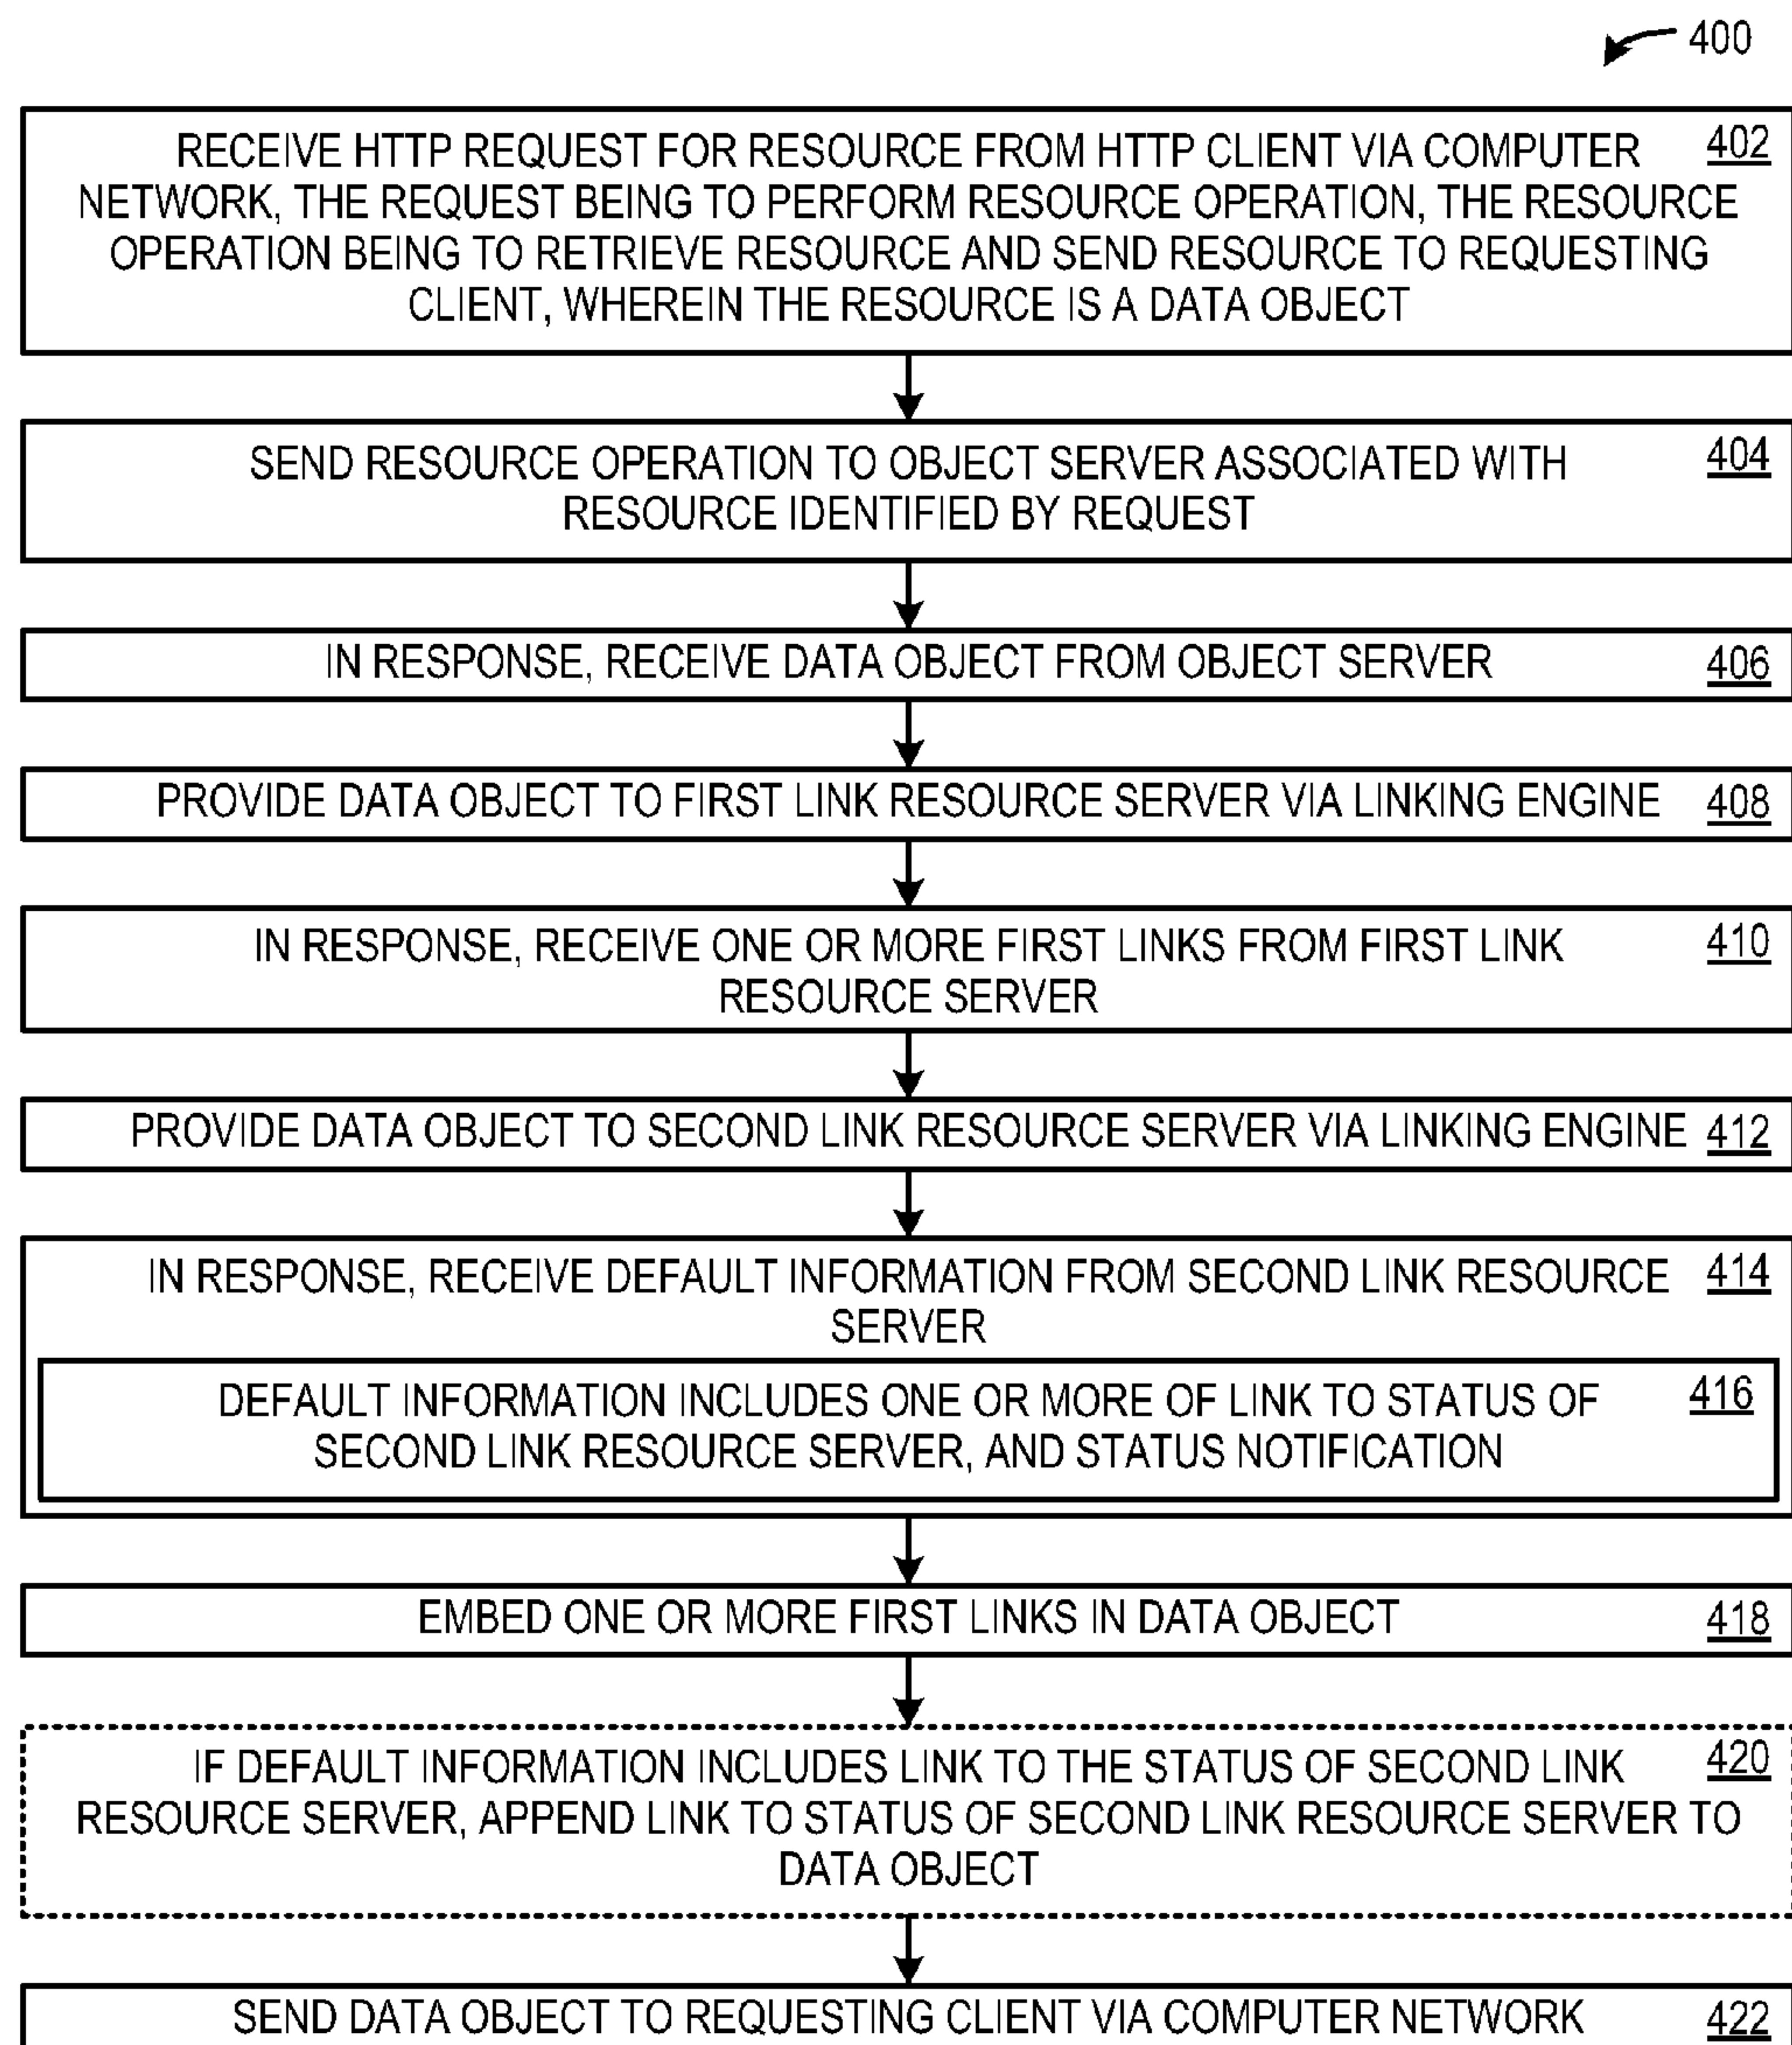 400
RECEIVE HTTP REQUEST FOR RESOURCE FROM HTTP CLIENT VIA COMPUTER 402
NETWORK, THE REQUEST BEING TO PERFORM RESOURCE OPERATION, THE RESOURCE
OPERATION BEING TO RETRIEVE RESOURCE AND SEND RESOURCE TO REQUESTING
CLIENT, WHEREIN THE RESOURCE IS A DATA OBJECT
SEND RESOURCE OPERATION TO OBJECT SERVER ASSOCIATED WITH 404
RESOURCE IDENTIFIED BY REQUEST
IN RESPONSE, RECEIVE DATA OBJECT FROM OBJECT SERVER 406
PROVIDE DATA OBJECT TO FIRST LINK RESOURCE SERVER VIA LINKING ENGINE 408
IN RESPONSE, RECEIVE ONE OR MORE FIRST LINKS FROM FIRST LINK 410
RESOURCE SERVER
PROVIDE DATA OBJECT TO SECOND LINK RESOURCE SERVER VIA LINKING ENGINE 412
IN RESPONSE, RECEIVE DEFAULT INFORMATION FROM SECOND LINK RESOURCE 414
SERVER
DEFAULT INFORMATION INCLUDES ONE OR MORE OF LINK TO STATUS OF 416
SECOND LINK RESOURCE SERVER, AND STATUS NOTIFICATION
EMBED ONE OR MORE FIRST LINKS IN DATA OBJECT 418
IF DEFAULT INFORMATION INCLUDES LINK TO THE STATUS OF SECOND LINK 420
RESOURCE SERVER, APPEND LINK TO STATUS OF SECOND LINK RESOURCE SERVER TO
DATA OBJECT
SEND DATA OBJECT TO REQUESTING CLIENT VIA COMPUTER NETWORK 422